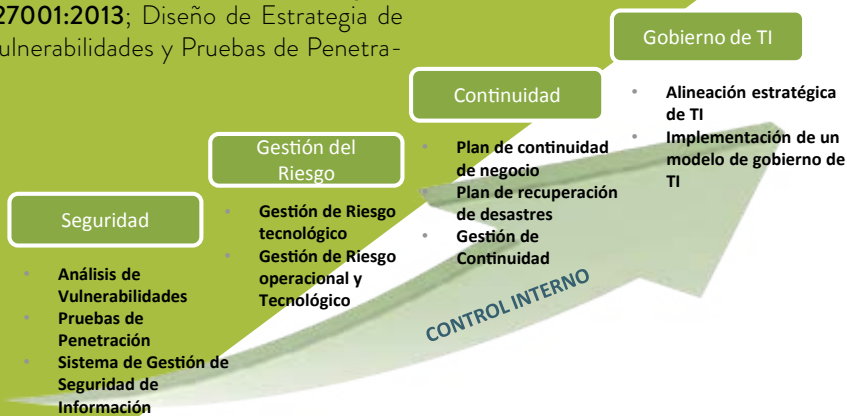 27001:2013; Diseño de Estrategia de
ulnerabilidades y Pruebas de Penetra-
Gobierno de TI
Alineación estratégica
de TI
Implementación de un
modelo de gobierno de
TI
Continuidad
Plan de continuidad
de negocio
Plan de recuperación
de desastres
Gestión de
Continuidad
Gestión del
Riesgo
Gestión de Riesgo
tecnológico
Gestión de Riesgo
operacional y
Tecnológico
Seguridad
Análisis de
Vulnerabilidades
Pruebas de
Penetración
Sistema de Gestión de
Seguridad de
Información
CONTROL INTERNO